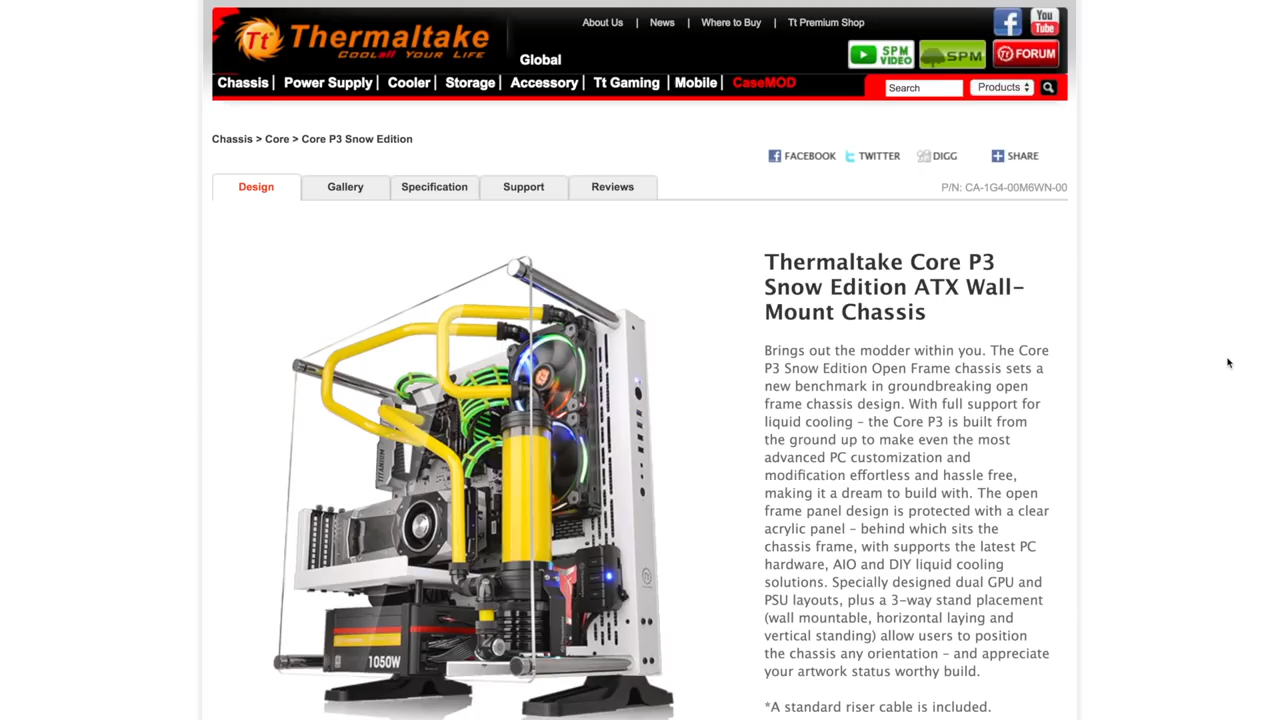 About Us | News | Where to Buy | Tt Premium Shop
You Tube
Tt Thermaltake
COOL all YOUR LIFE
Global
SPM VIDEO
SPM
Tt FORUM
Chassis | Power Supply | Cooler | Storage | Accessory | Tt Gaming | Mobile | CaseMOD
Search
Products
Chassis > Core > Core P3 Snow Edition
FACEBOOK TWITTER DIGG SHARE
Design Gallery Specification Support Reviews
P/N: CA-1G4-00M6WN-00
Thermaltake Core P3
Snow Edition ATX Wall-
Mount Chassis
Brings out the modder within you. The Core
P3 Snow Edition Open Frame chassis sets a
new benchmark in groundbreaking open
frame chassis design. With full support for
liquid cooling – the Core P3 is built from
the ground up to make even the most
advanced PC customization and
modification effortless and hassle free,
making it a dream to build with. The open
frame panel design is protected with a clear
acrylic panel – behind which sits the
chassis frame, with supports the latest PC
hardware, AIO and DIY liquid cooling
solutions. Specially designed dual GPU and
PSU layouts, plus a 3-way stand placement
(wall mountable, horizontal laying and
vertical standing) allow users to position
the chassis any orientation – and appreciate
your artwork status worthy build.
*A standard riser cable is included.
TITANIUM
1050W